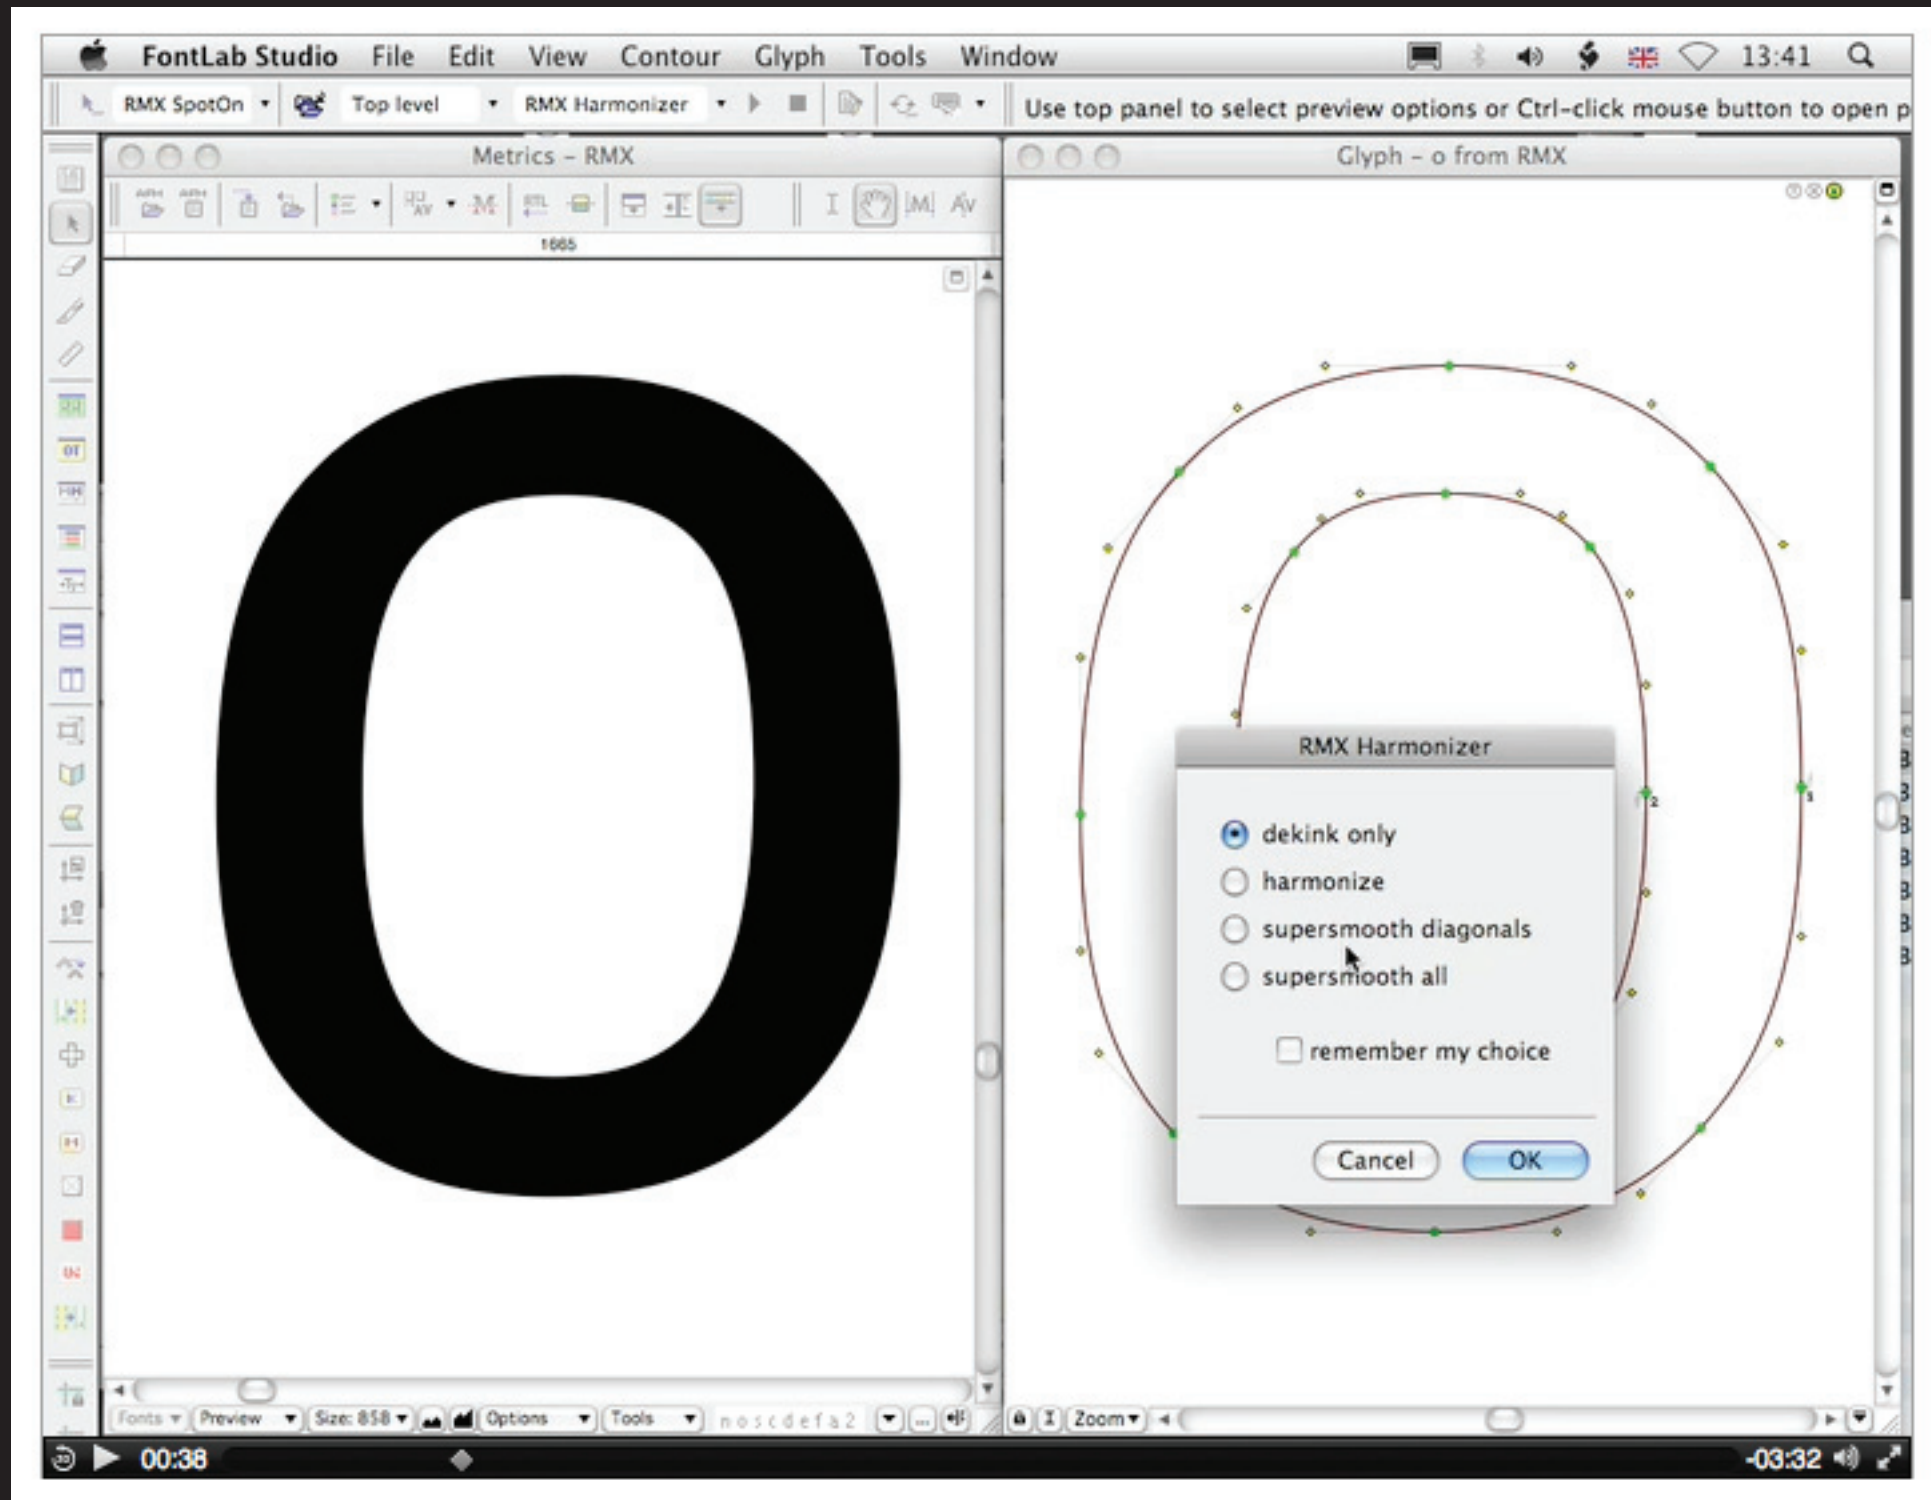 FontLab Studio File Edit View Contour Glyph Tools Window 13:41
RMX SpotOn Top level RMX Harmonizer Use top panel to select preview options or Ctrl-click mouse button to open p
Metrics – RMX
Glyph – o from RMX
1665
RMX Harmonizer
dekink only
harmonize
supersmooth diagonals
supersmooth all
remember my choice
Cancel OK
Fonts Preview Size: 858 Options Tools noscdefa2 ... Zoom
00:38 -03:32